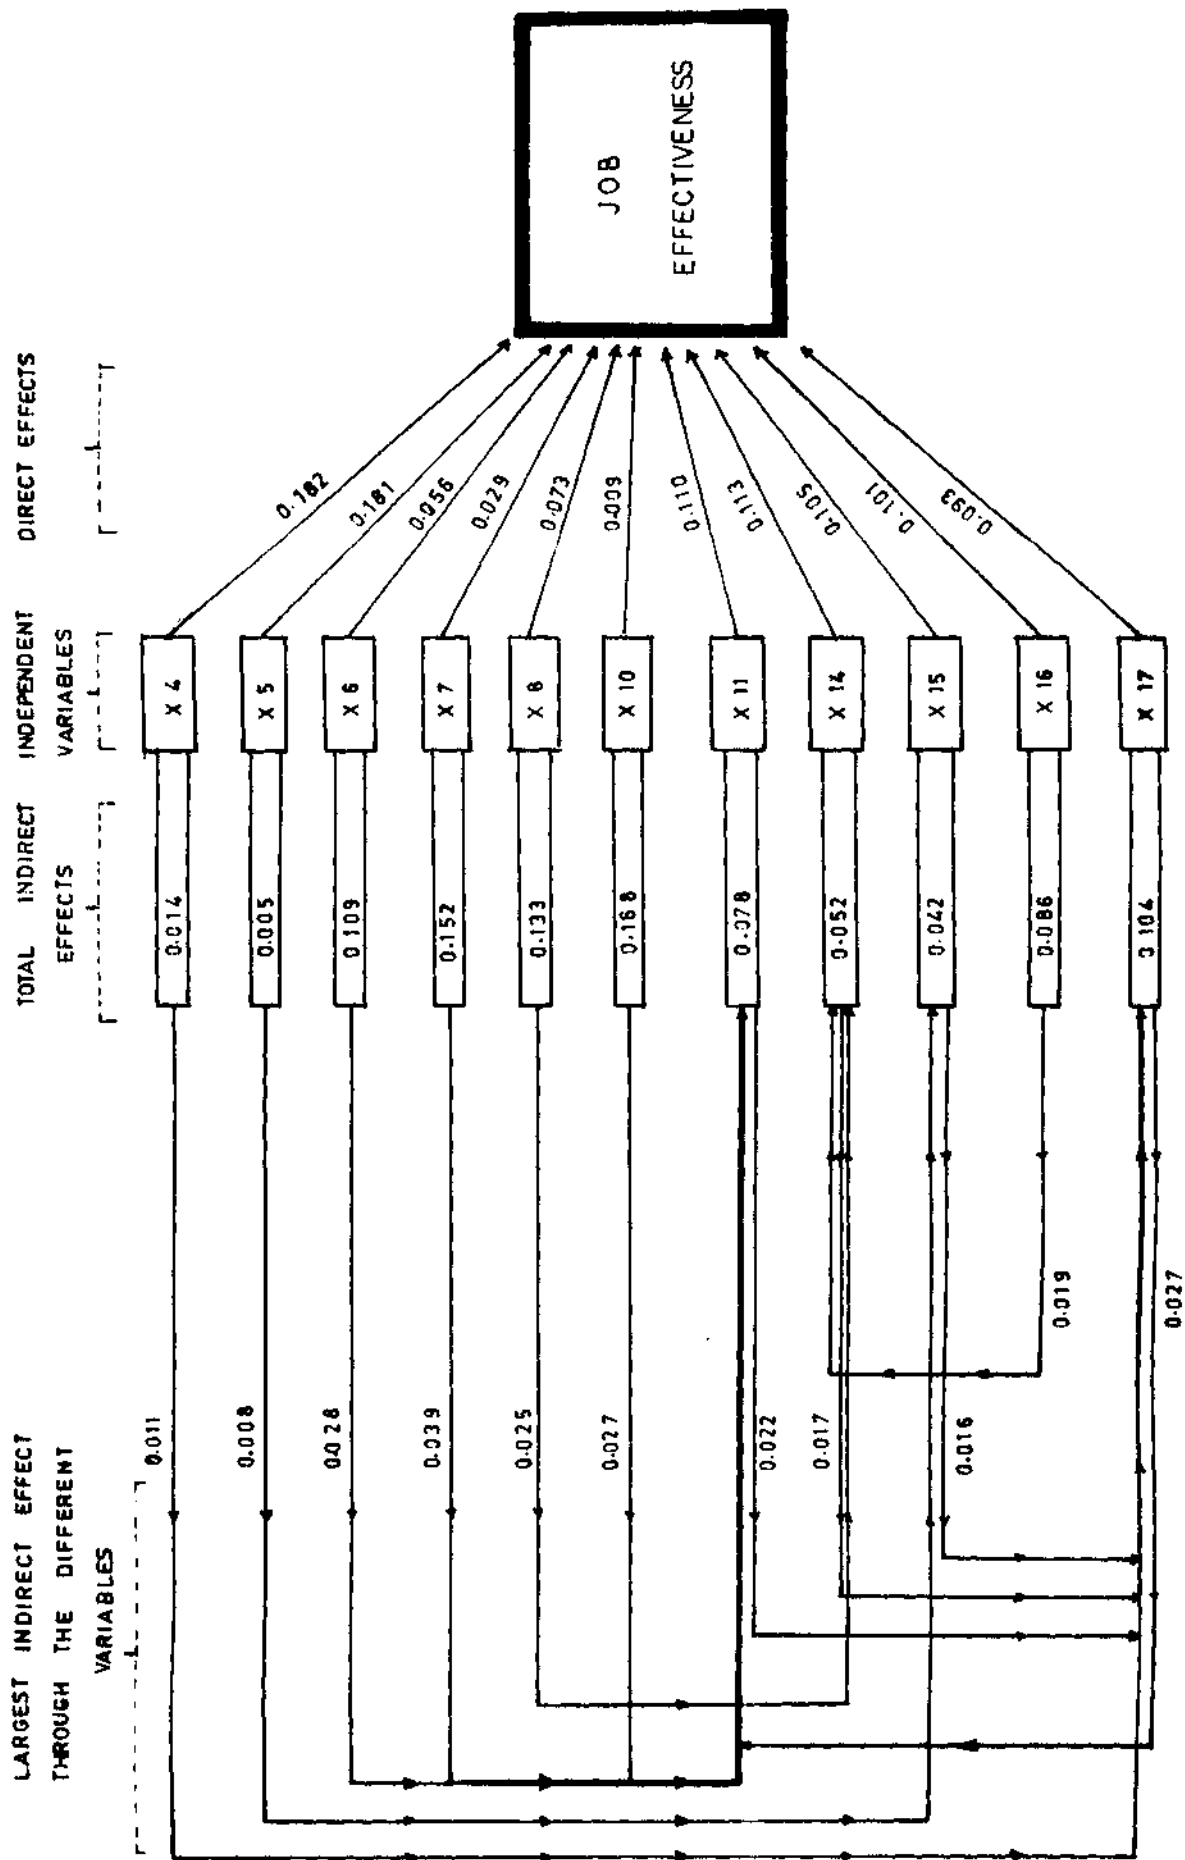 LARGEST INDIRECT EFFECT
THROUGH THE DIFFERENT
VARIABLES
TOTAL INDIRECT
EFFECTS
INDEPENDENT
VARIABLES
DIRECT EFFECTS
0.011
0.014
X 4
0.182
0.008
0.005
X 5
0.181
0.028
0.109
X 6
0.056
0.039
0.152
X 7
0.029
0.025
0.133
X 8
0.073
0.027
0.168
X 10
0.009
0.022
0.078
X 11
0.110
0.017
0.052
X 14
0.113
0.016
0.042
X 15
0.105
0.019
0.086
X 16
0.101
0.027
0.104
X 17
0.093
JOB
EFFECTIVENESS